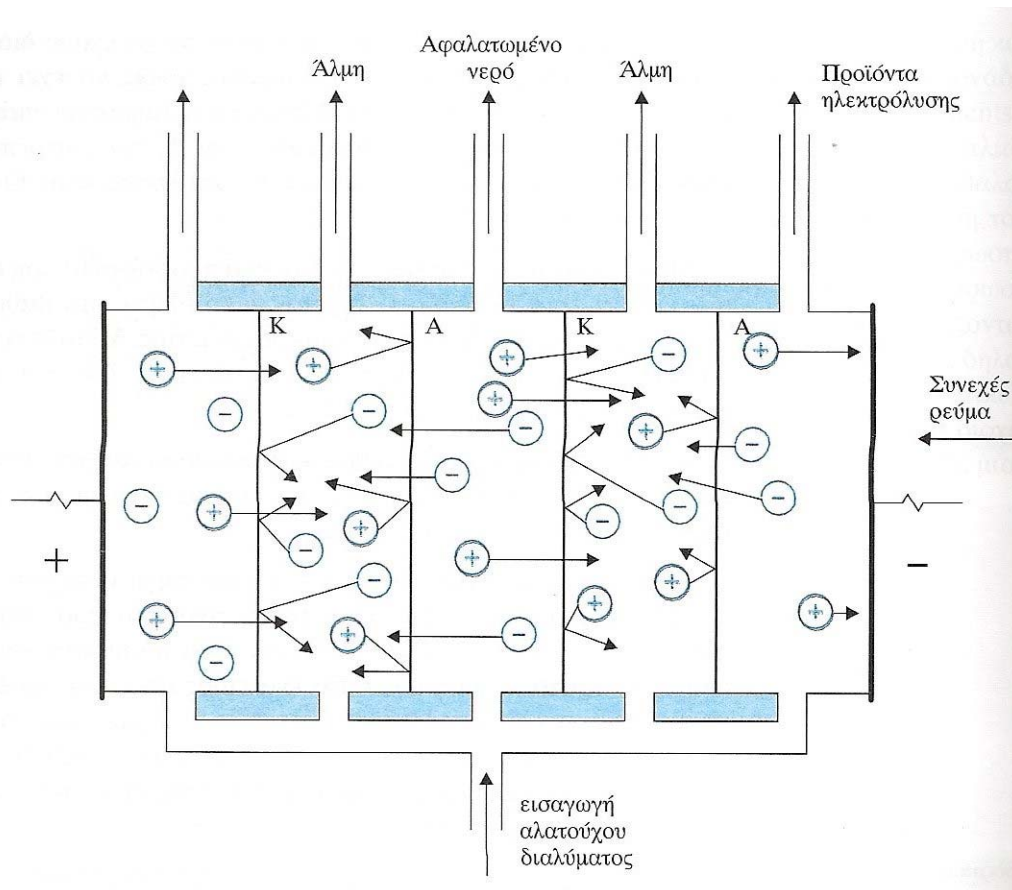 Άλμη
Αφαλατωμένο
νερό
Άλμη
Προϊόντα
ηλεκτρόλυσης
Κ
Α
Κ
Α
Συνεχές
ρεύμα
+
−
εισαγωγή
αλατούχου
διαλύματος